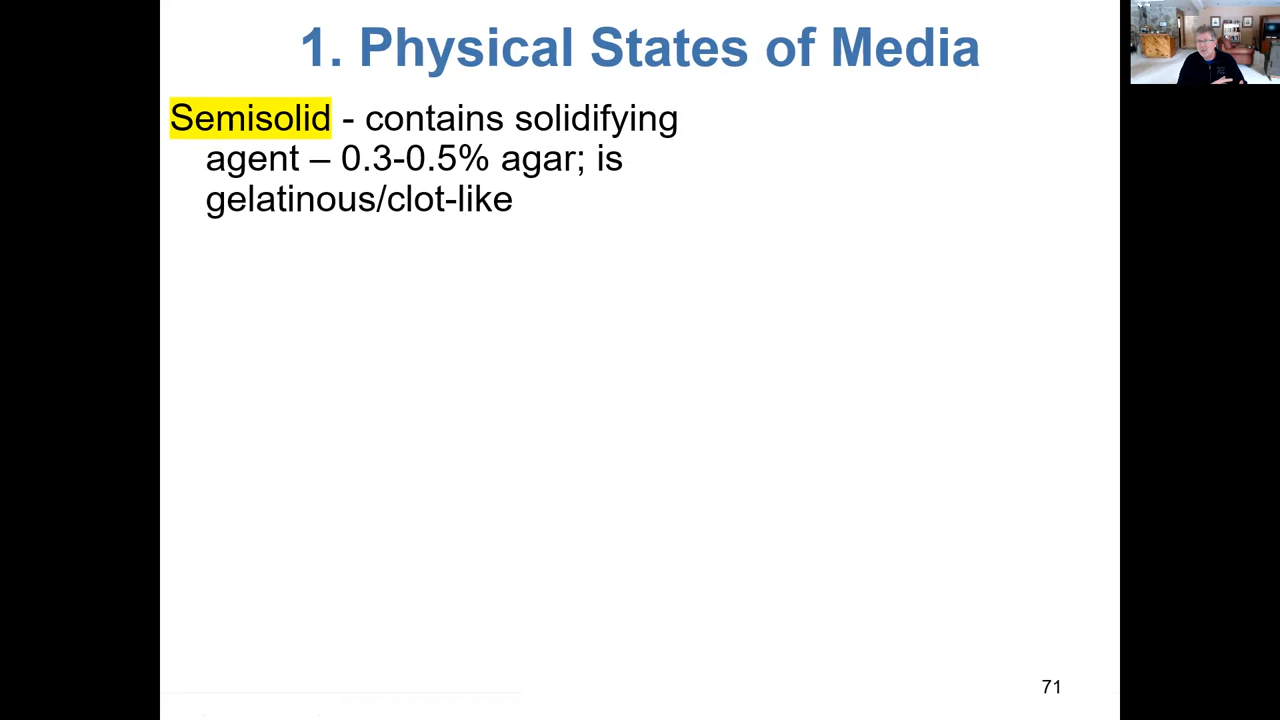 1. Physical States of Media
Semisolid - contains solidifying
agent – 0.3-0.5% agar; is
gelatinous/clot-like
71